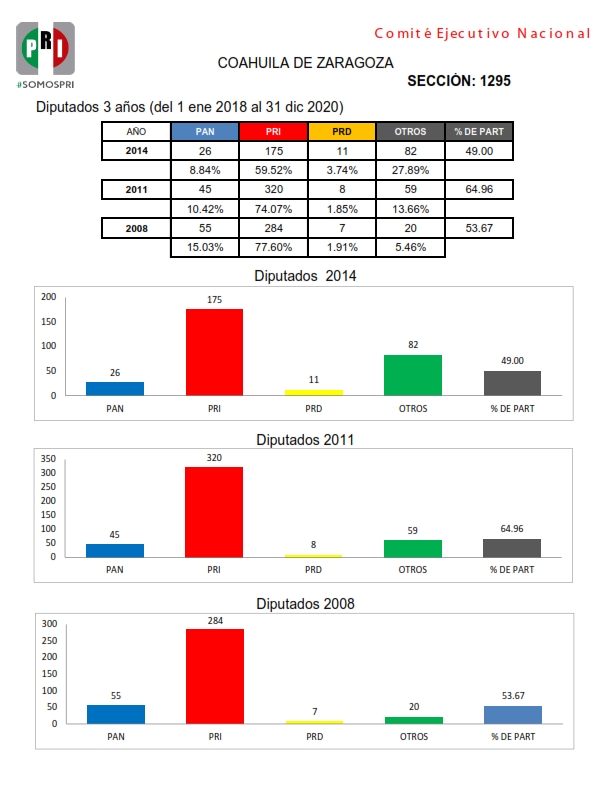 Comité Ejecutivo Nacional
PRI
#SOMOSPRI
COAHUILA DE ZARAGOZA
SECCIÓN: 1295
Diputados 3 años (del 1 ene 2018 al 31 dic 2020)
AÑO PAN PRI PRD OTROS % DE PART
2014 26 175 11 82 49.00
8.84% 59.52% 3.74% 27.89%
2011 45 320 8 59 64.96
10.42% 74.07% 1.85% 13.66%
2008 55 284 7 20 53.67
15.03% 77.60% 1.91% 5.46%
Diputados 2014
200
150
100
50
0
26 175 11 82 49.00
PAN PRI PRD OTROS % DE PART
Diputados 2011
350
300
250
200
150
100
50
0
45 320 8 59 64.96
PAN PRI PRD OTROS % DE PART
Diputados 2008
300
250
200
150
100
50
0
55 284 7 20 53.67
PAN PRI PRD OTROS % DE PART